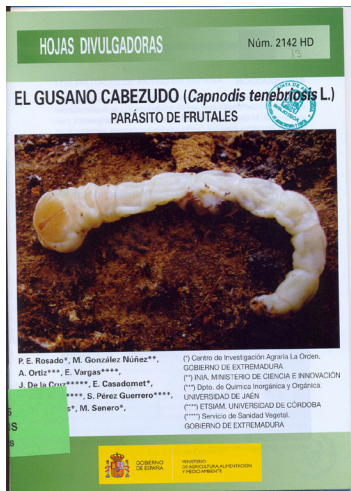 HOJAS DIVULGADORAS
Núm. 2142 HD
13
EL GUSANO CABEZUDO (Capnodis tenebriosis L.)
PARÁSITO DE FRUTALES
BIBLIOTECA
P. E. Rosado*, M. González Núñez**,
A. Ortiz***, E. Vargas****,
J. De la Cruz*****, E. Casadomet*,
****, S. Pérez Guerrero****,
s*, M. Senero*,
(*) Centro de Investigación Agraria La Orden.
GOBIERNO DE EXTREMADURA
(**) INIA. MINISTERIO DE CIENCIA E INNOVACIÓN
(***) Dpto. de Química Inorgánica y Orgánica.
UNIVERSIDAD DE JAÉN
(****) ETSIAM. UNIVERSIDAD DE CÓRDOBA
(*****) Servicio de Sanidad Vegetal.
GOBIERNO DE EXTREMADURA
GOBIERNO
DE ESPAÑA
MINISTERIO
DE AGRICULTURA, ALIMENTACIÓN
Y MEDIO AMBIENTE